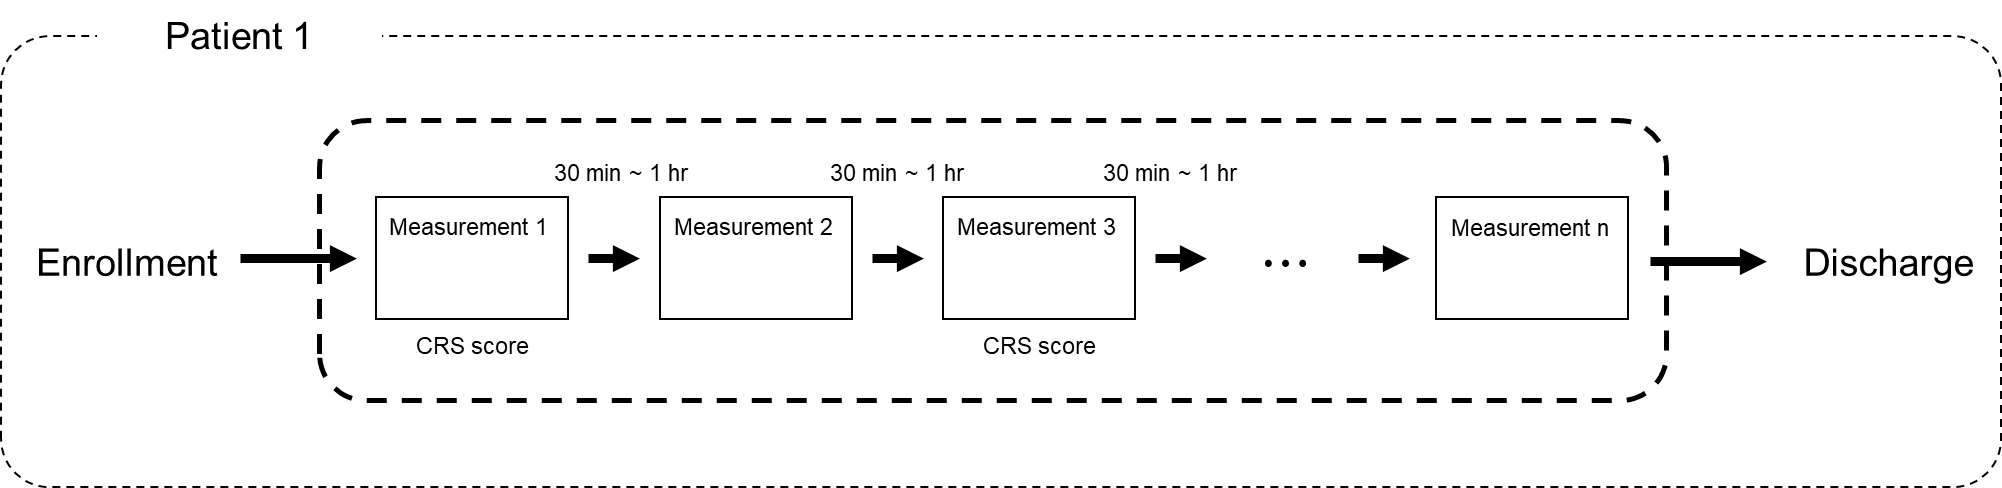 Patient 1
30 min ~ 1 hr
30 min ~ 1 hr
30 min ~ 1 hr
Measurement 1
Measurement 2
Measurement 3
Measurement n
Enrollment
...
Discharge
CRS score
CRS score